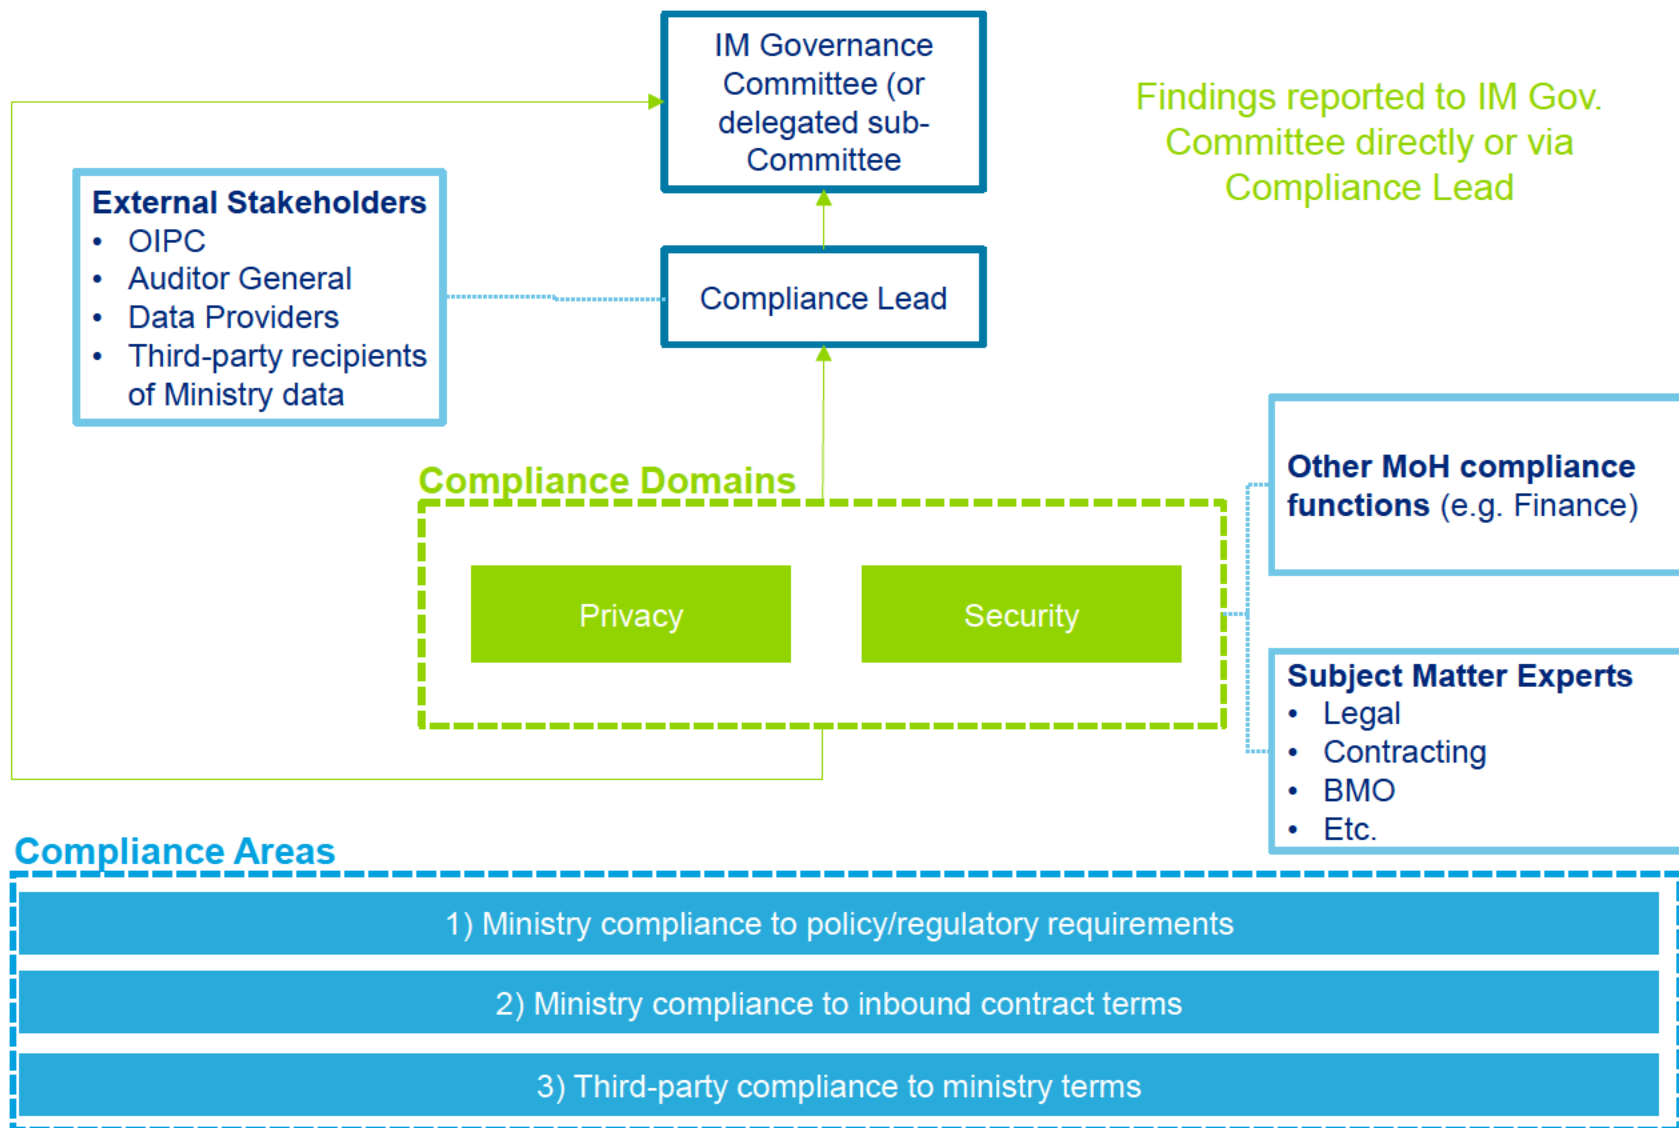 IM Governance
Committee (or
delegated sub-
Committee
Findings reported to IM Gov.
Committee directly or via
Compliance Lead
External Stakeholders
• OIPC
• Auditor General
• Data Providers
• Third-party recipients
of Ministry data
Compliance Lead
Compliance Domains
Privacy
Security
Other MoH compliance
functions (e.g. Finance)
Subject Matter Experts
• Legal
• Contracting
• BMO
• Etc.
Compliance Areas
1) Ministry compliance to policy/regulatory requirements
2) Ministry compliance to inbound contract terms
3) Third-party compliance to ministry terms